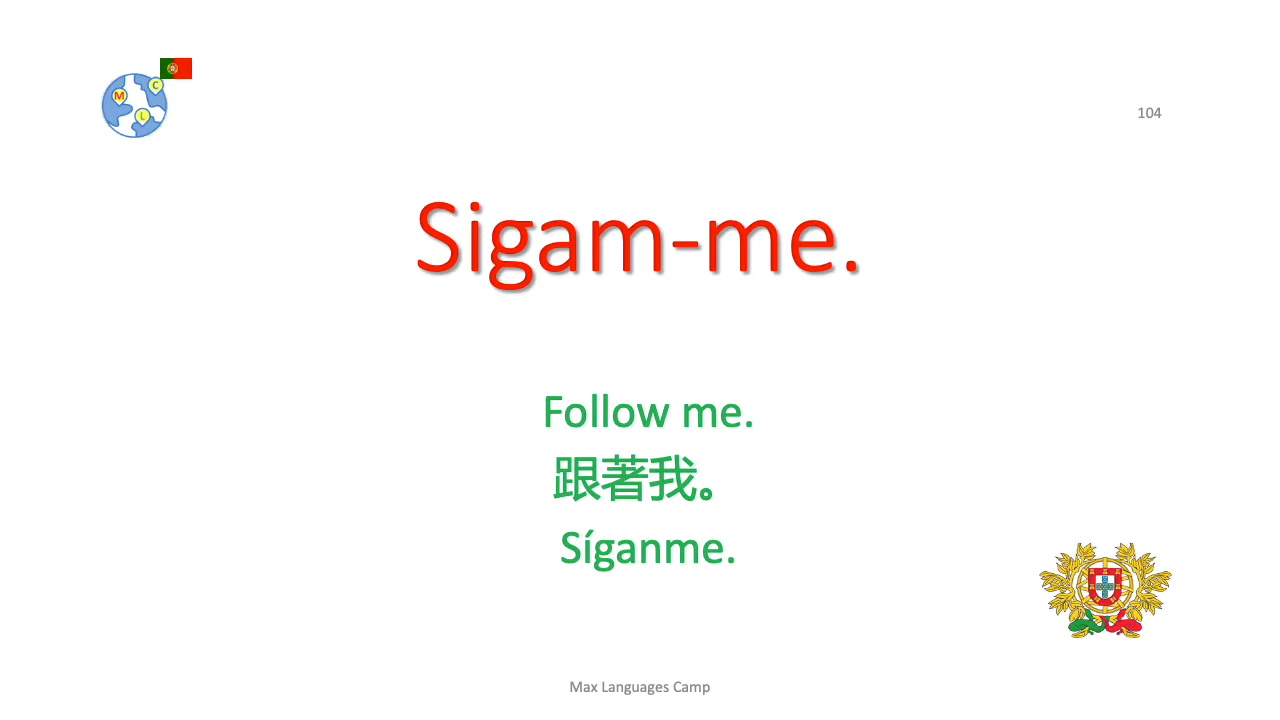 M
C
L
104
Sigam-me.
Follow me.
跟著我。
Síganme.
Max Languages Camp